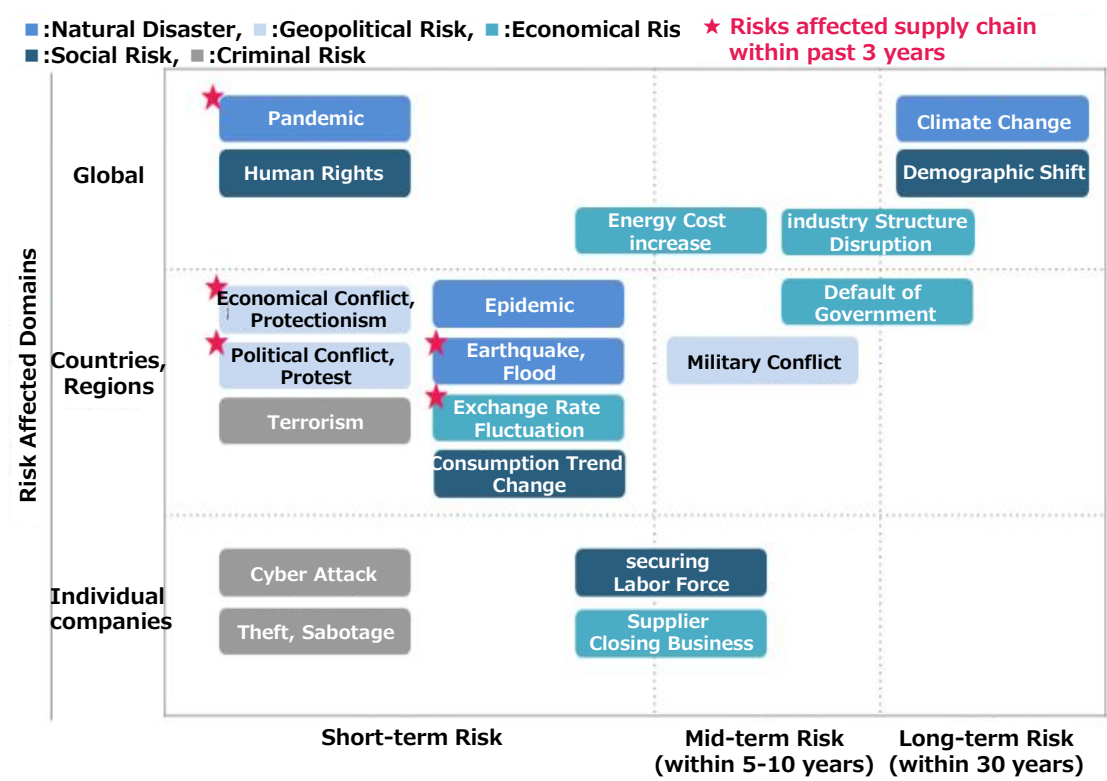 :Natural Disaster, :Geopolitical Risk, :Economical Ris
:Social Risk, :Criminal Risk
Risks affected supply chain
within past 3 years
Risk Affected Domains
Global
Pandemic
Human Rights
Climate Change
Demographic Shift
Energy Cost
increase
industry Structure
Disruption
Countries,
Regions
Economical Conflict,
Protectionism
Political Conflict,
Protest
Terrorism
Epidemic
Earthquake,
Flood
Exchange Rate
Fluctuation
Consumption Trend
Change
Default of
Government
Military Conflict
Individual
companies
Cyber Attack
Theft, Sabotage
securing
Labor Force
Supplier
Closing Business
Short-term Risk
Mid-term Risk
(within 5-10 years)
Long-term Risk
(within 30 years)